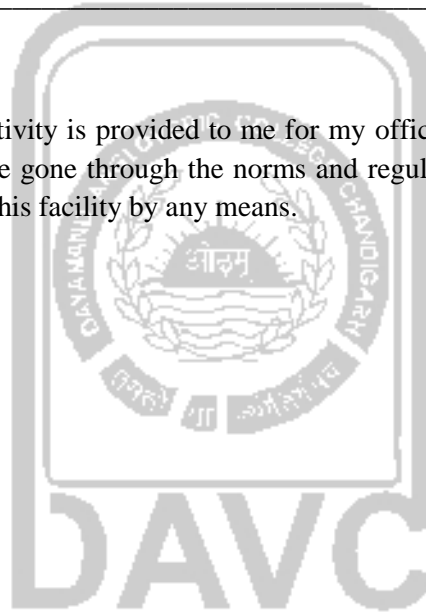 tivity is provided to me for my offic
e gone through the norms and regul
his facility by any means.
CHANDIGARH
ओ३म्
DAVC